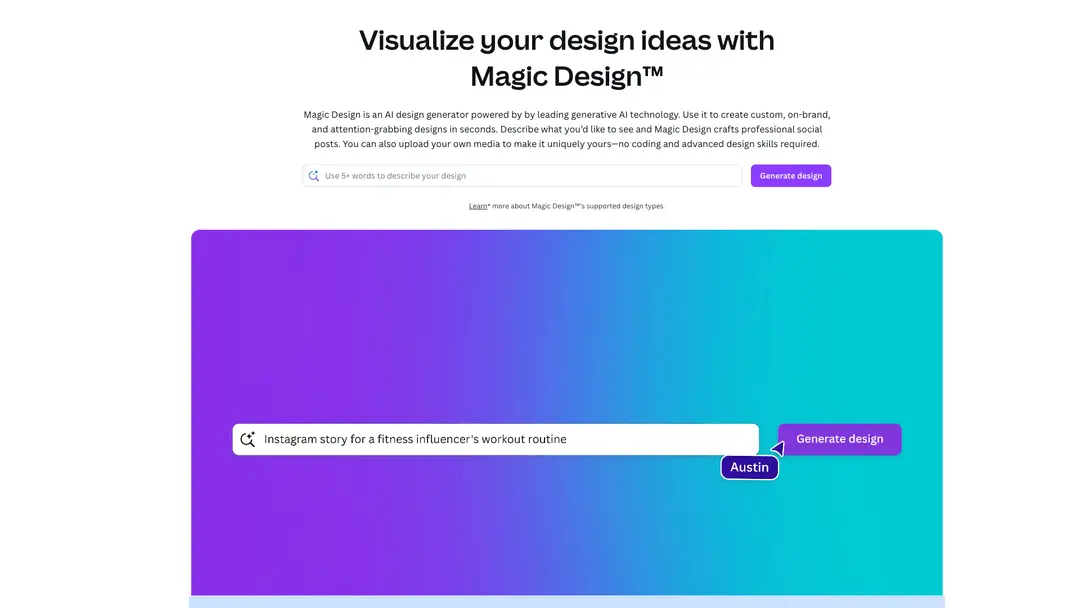 Visualize your design ideas with
Magic Design™
Magic Design is an AI design generator powered by by leading generative AI technology. Use it to create custom, on-brand,
and attention-grabbing designs in seconds. Describe what you'd like to see and Magic Design crafts professional social
posts. You can also upload your own media to make it uniquely yours—no coding and advanced design skills required.
Use 5+ words to describe your design
Generate design
Learn* more about Magic Design™'s supported design types.
Instagram story for a fitness influencer's workout routine
Generate design
Austin